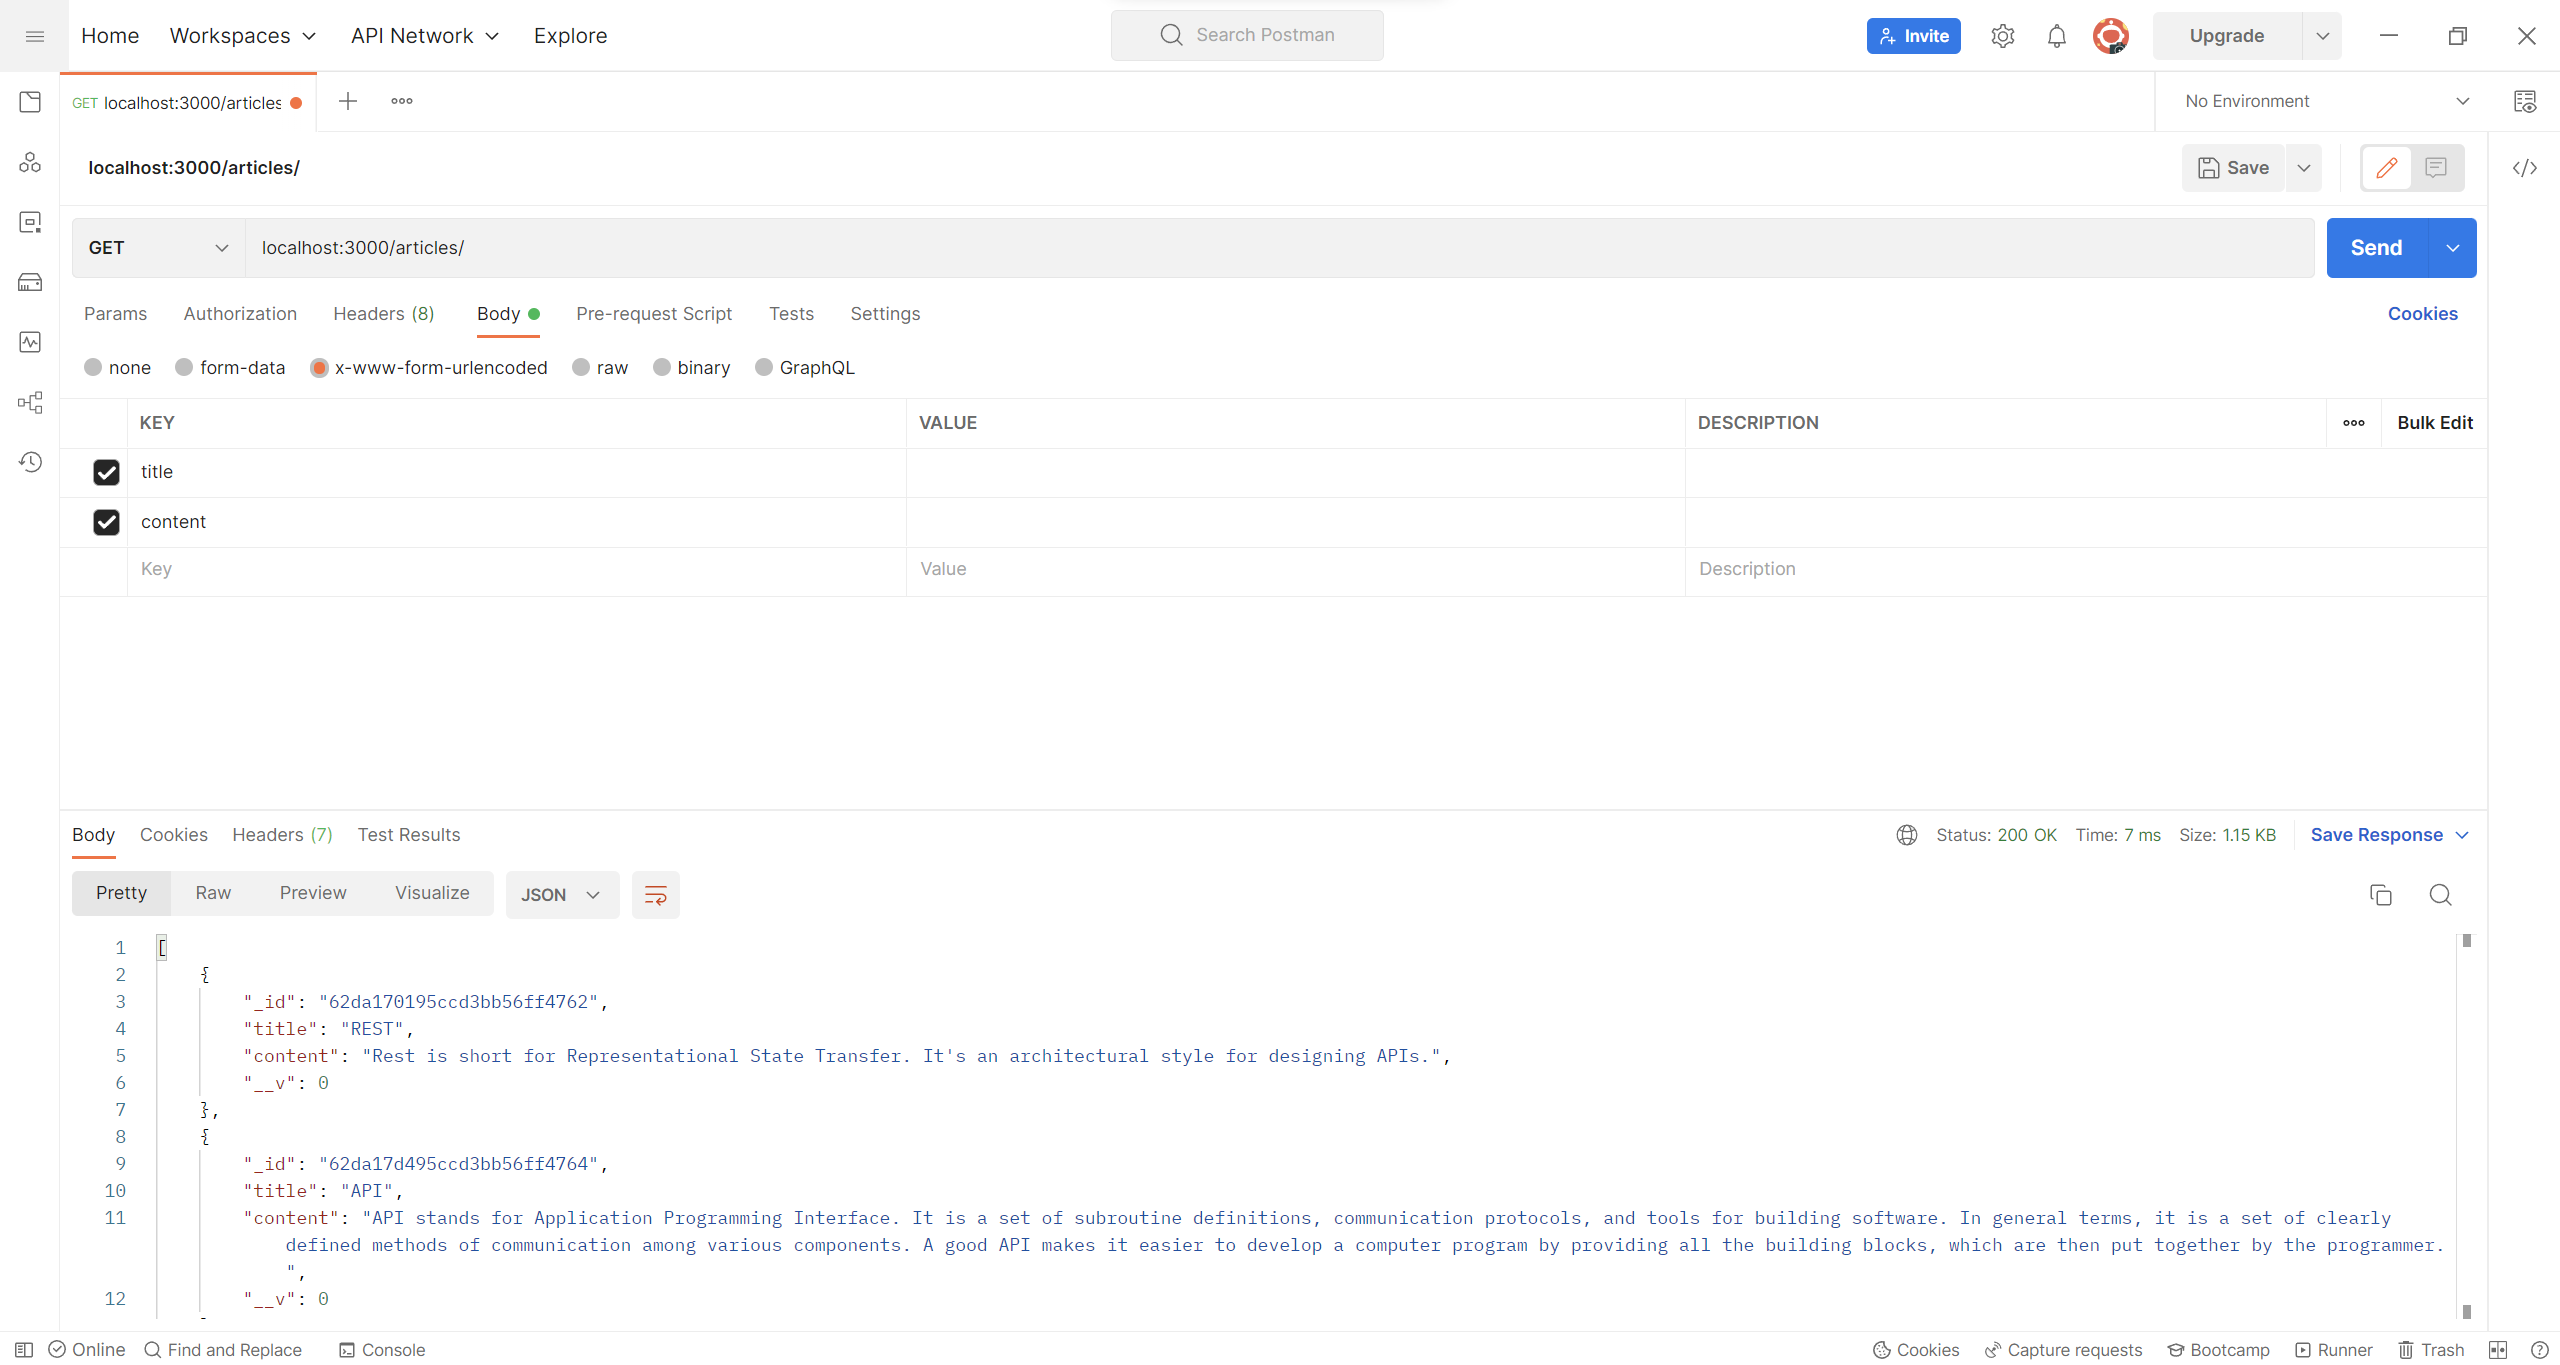 Home Workspaces API Network Explore Search Postman Invite Upgrade
GET localhost:3000/articles No Environment
localhost:3000/articles/ Save
GET localhost:3000/articles/ Send
Params Authorization Headers (8) Body Pre-request Script Tests Settings Cookies
none form-data x-www-form-urlencoded raw binary GraphQL
KEY VALUE DESCRIPTION Bulk Edit
title
content
Key Value Description
Body Cookies Headers (7) Test Results Status: 200 OK Time: 7 ms Size: 1.15 KB Save Response
Pretty Raw Preview Visualize JSON
1 [
2 {
3 "_id": "62da170195ccd3bb56ff4762",
4 "title": "REST",
5 "content": "Rest is short for Representational State Transfer. It's an architectural style for designing APIs.",
6 "__v": 0
7 },
8 {
9 "_id": "62da17d495ccd3bb56ff4764",
10 "title": "API",
11 "content": "API stands for Application Programming Interface. It is a set of subroutine definitions, communication protocols, and tools for building software. In general terms, it is a set of clearly
defined methods of communication among various components. A good API makes it easier to develop a computer program by providing all the building blocks, which are then put together by the programmer.
",
12 "__v": 0
Online Find and Replace Console Cookies Capture requests Bootcamp Runner Trash